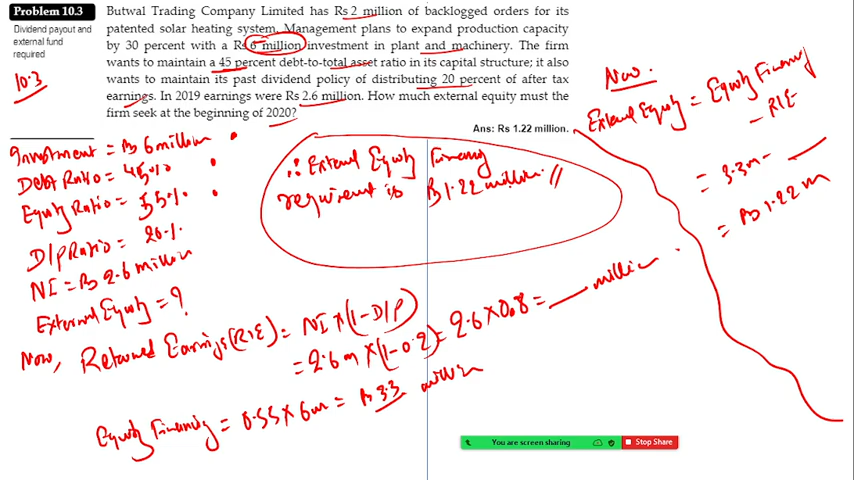 Problem 10.3
Dividend payout and
external fund
required
10.3
Butwal Trading Company Limited has Rs 2 million of backlogged orders for its
patented solar heating system. Management plans to expand production capacity
by 30 percent with a Rs 6 million investment in plant and machinery. The firm
wants to maintain a 45 percent debt-to-total asset ratio in its capital structure; it also
wants to maintain its past dividend policy of distributing 20 percent of after tax
earnings. In 2019 earnings were Rs 2.6 million. How much external equity must the
firm seek at the beginning of 2020?
Ans: Rs 1.22 million.
Investment = Rs 6 million
Debt Ratio = 45%
Equity Ratio = 55%
D/P Ratio = 20%
NI = Rs 2.6 million
External Equity = ?
Now, Retained Earnings (R/E) = NI × (1 - D/P)
= 2.6 m × (1 - 0.2) = 2.6 × 0.8 = __ million
Equity Financing = 0.55 × 6m = Rs 3.3 million
Now,
External Equity = Equity Financing
- R/E
= 3.3m - __
= Rs 1.22 m
∴ External Equity Financing
requirement is Rs 1.22 million //
You are screen sharing
Stop Share